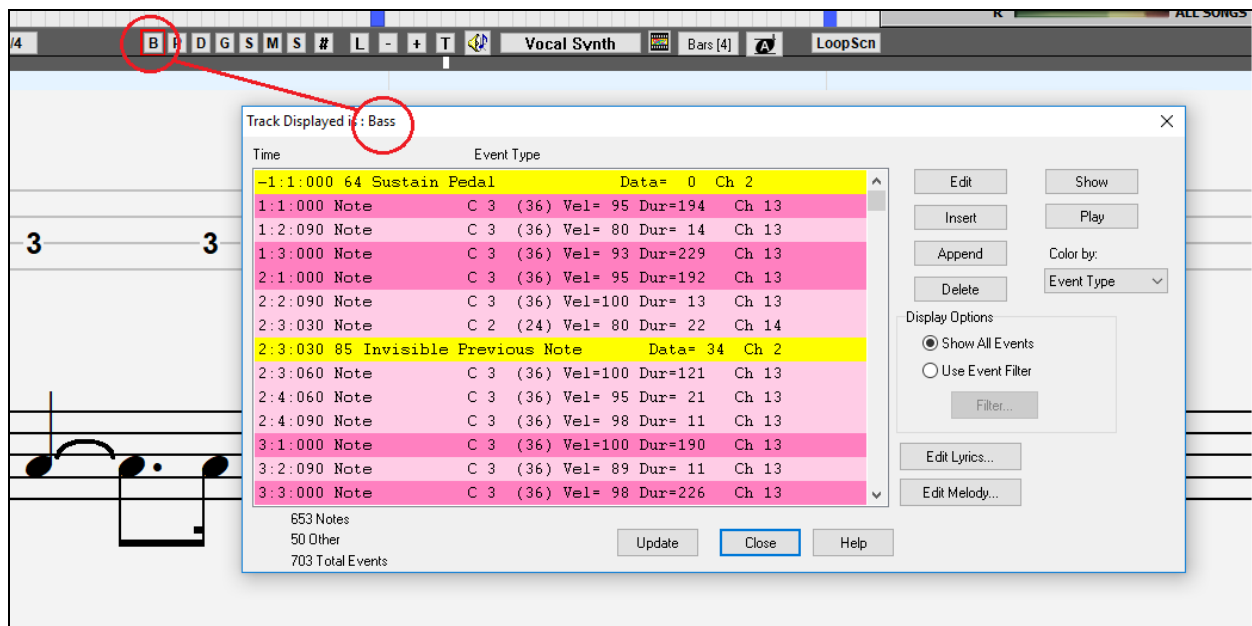 R ALL SONGS
/4 B P D G S M S # L - + T Vocal Synth Bars [4] A LoopScn
Track Displayed is : Bass
Time Event Type
-1:1:000 64 Sustain Pedal Data= 0 Ch 2
1:1:000 Note C 3 (36) Vel= 95 Dur=194 Ch 13
1:2:090 Note C 3 (36) Vel= 80 Dur= 14 Ch 13
1:3:000 Note C 3 (36) Vel= 93 Dur=229 Ch 13
2:1:000 Note C 3 (36) Vel= 95 Dur=192 Ch 13
2:2:090 Note C 3 (36) Vel=100 Dur= 13 Ch 13
2:3:030 Note C 2 (24) Vel= 80 Dur= 22 Ch 14
2:3:030 85 Invisible Previous Note Data= 34 Ch 2
2:3:060 Note C 3 (36) Vel=100 Dur=121 Ch 13
2:4:060 Note C 3 (36) Vel= 95 Dur= 21 Ch 13
2:4:090 Note C 3 (36) Vel= 98 Dur= 11 Ch 13
3:1:000 Note C 3 (36) Vel=100 Dur=190 Ch 13
3:2:090 Note C 3 (36) Vel= 89 Dur= 11 Ch 13
3:3:000 Note C 3 (36) Vel= 98 Dur=226 Ch 13
Edit Show
Insert Play
Append Color by:
Delete Event Type
Display Options
Show All Events
Use Event Filter
Filter...
Edit Lyrics...
Edit Melody...
3 3
653 Notes
50 Other
703 Total Events
Update Close Help